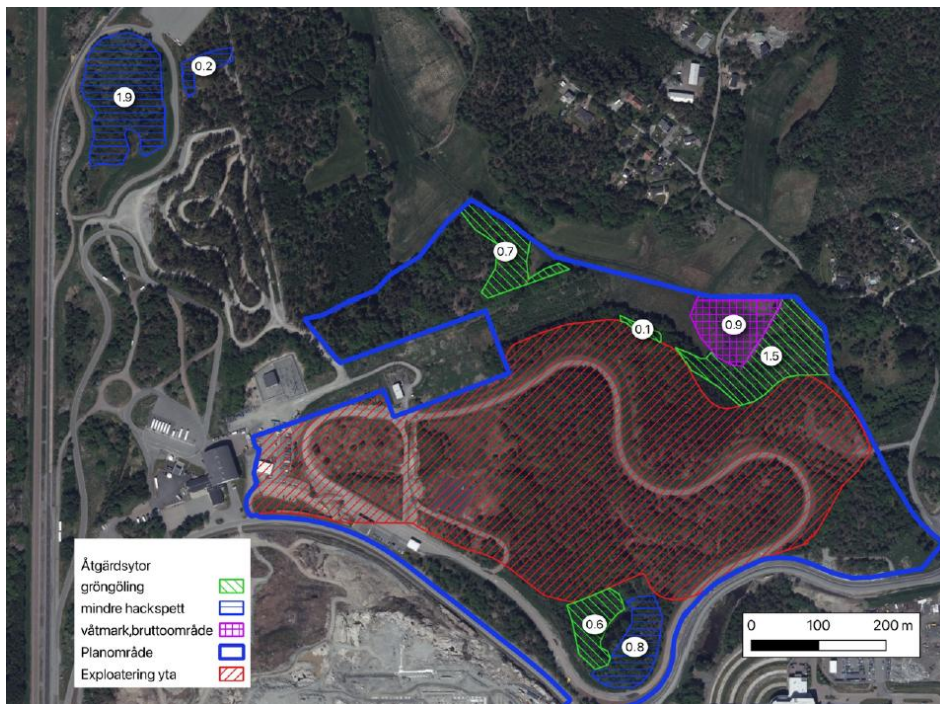 1.9
0.2
0.7
0.1
0.9
1.5
0.6
0.8
Åtgärdsytor
gröngöling
mindre hackspett
våtmark,bruttoområde
Planområde
Exploatering yta
0 100 200 m